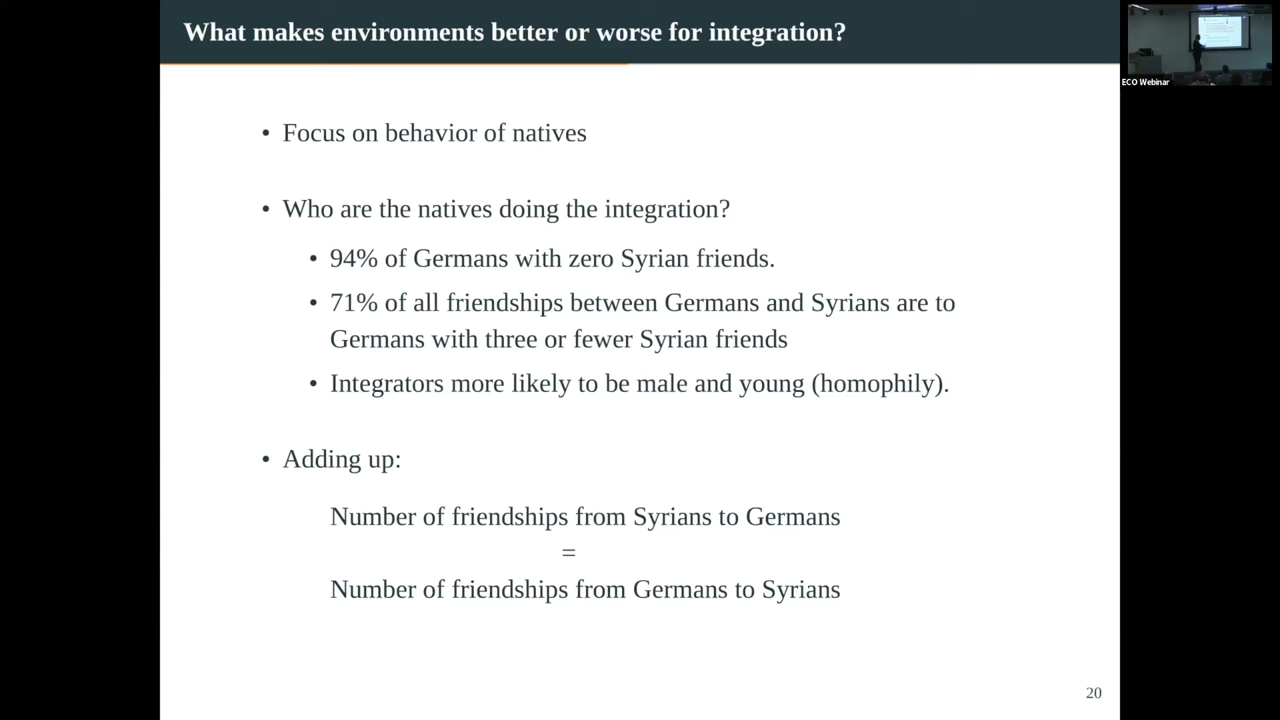 What makes environments better or worse for integration?
ECO Webinar
• Focus on behavior of natives
• Who are the natives doing the integration?
• 94% of Germans with zero Syrian friends.
• 71% of all friendships between Germans and Syrians are to
Germans with three or fewer Syrian friends
• Integrators more likely to be male and young (homophily).
• Adding up:
Number of friendships from Syrians to Germans
=
Number of friendships from Germans to Syrians
20